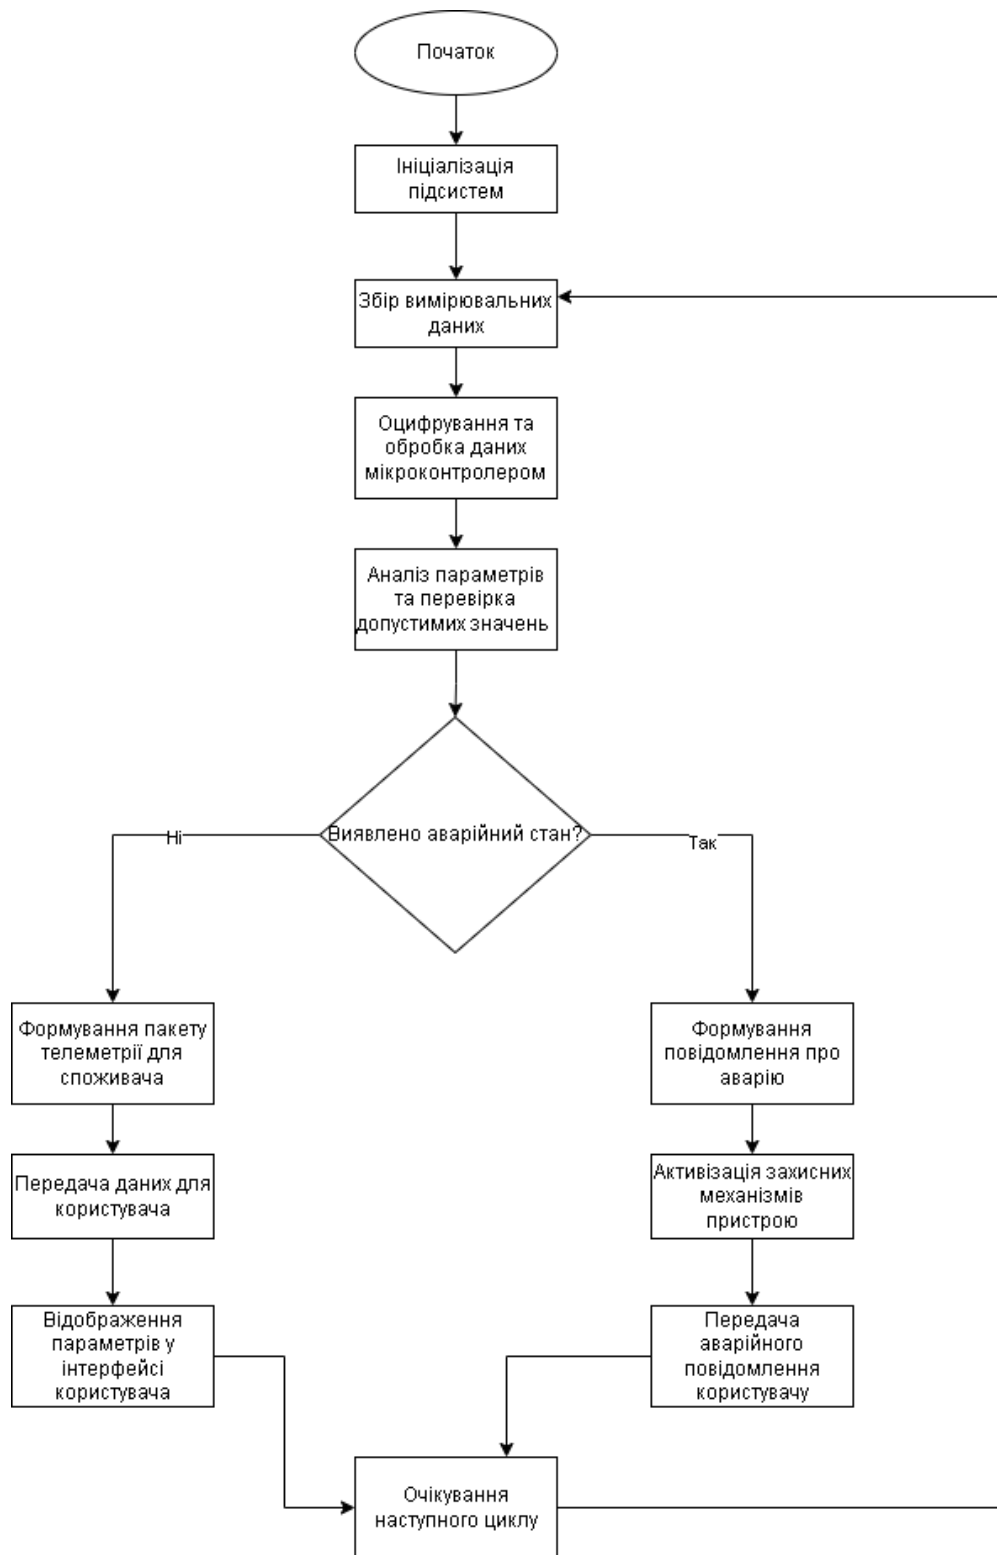 Початок
Ініціалізація
підсистем
Збір вимірювальних
даних
Оцифрування та
обробка даних
мікроконтролером
Аналіз параметрів
та перевірка
допустимих значень
Виявлено аварійний стан?
Ні
Так
Формування пакету
телеметрії для
споживача
Передача даних для
користувача
Відображення
параметрів у
інтерфейсі
користувача
Формування
повідомлення про
аварію
Активізація захисних
механізмів
пристрою
Передача
аварійного
повідомлення
користувачу
Очікування
наступного циклу